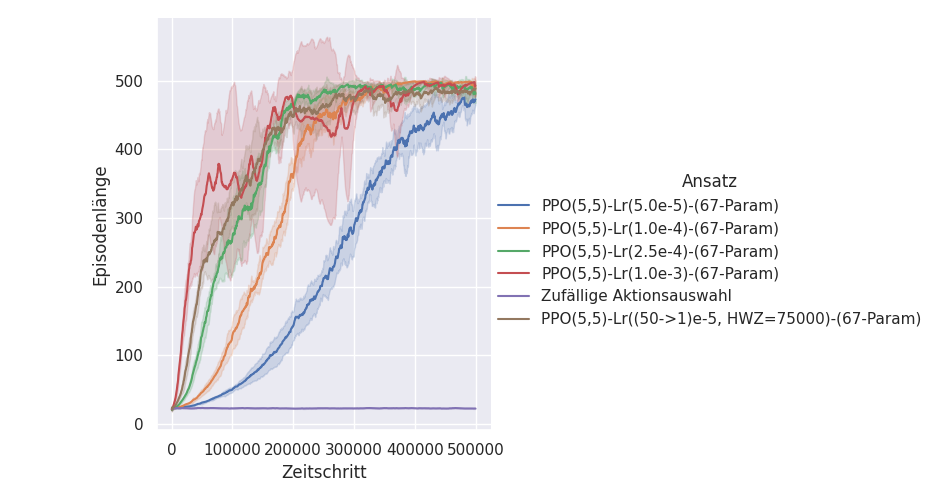 500
400
300
200
100
0
Episodenlänge
0 100000 200000 300000 400000 500000
Zeitschritt
Ansatz
PPO(5,5)-Lr(5.0e-5)-(67-Param)
PPO(5,5)-Lr(1.0e-4)-(67-Param)
PPO(5,5)-Lr(2.5e-4)-(67-Param)
PPO(5,5)-Lr(1.0e-3)-(67-Param)
Zufällige Aktionsauswahl
PPO(5,5)-Lr((50->1)e-5, HWZ=75000)-(67-Param)